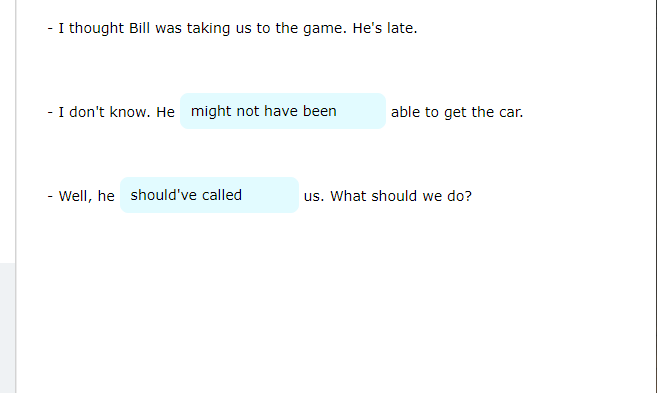 - I thought Bill was taking us to the game. He's late.
- I don't know. He might not have been able to get the car.
- Well, he should've called us. What should we do?